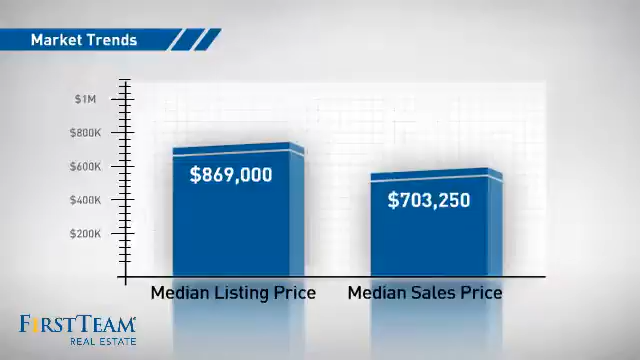 Market Trends
$1M
$800K
$600K
$400K
$200K
$869,000
$703,250
Median Listing Price
Median Sales Price
FIRSTTEAM®
REAL ESTATE